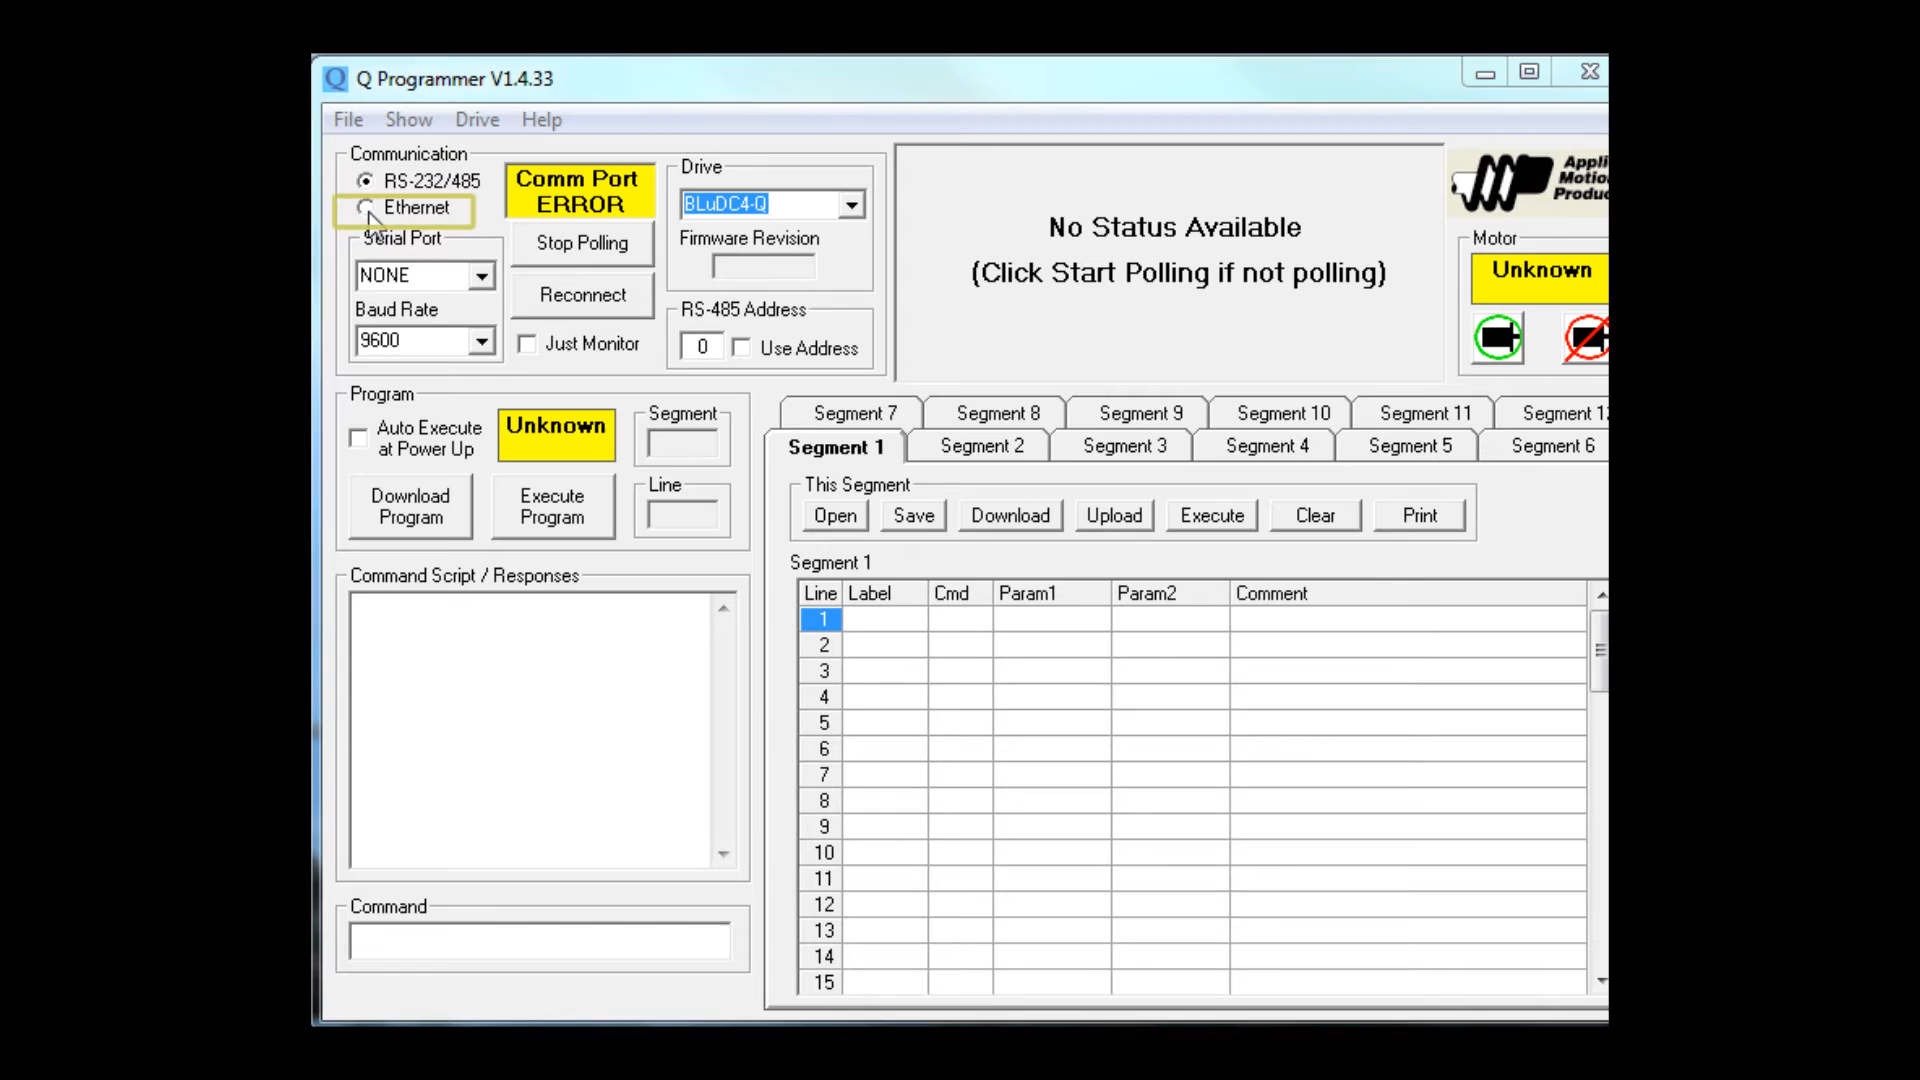 Q Programmer V1.4.33
File Show Drive Help
Communication
RS-232/485
Ethernet
Comm Port
ERROR
Serial Port
NONE
Baud Rate
9600
Stop Polling
Reconnect
Just Monitor
Drive
BLuDC4-Q
Firmware Revision
RS-485 Address
0
Use Address
No Status Available
(Click Start Polling if not polling)
Appli
Motio
Produ
Motor
Unknown
Program
Auto Execute
at Power Up
Unknown
Segment
Line
Download
Program
Execute
Program
Command Script / Responses
Command
Segment 7 Segment 8 Segment 9 Segment 10 Segment 11 Segment 1
Segment 1 Segment 2 Segment 3 Segment 4 Segment 5 Segment 6
This Segment
Open Save Download Upload Execute Clear Print
Segment 1
Line Label Cmd Param1 Param2 Comment
1
2
3
4
5
6
7
8
9
10
11
12
13
14
15